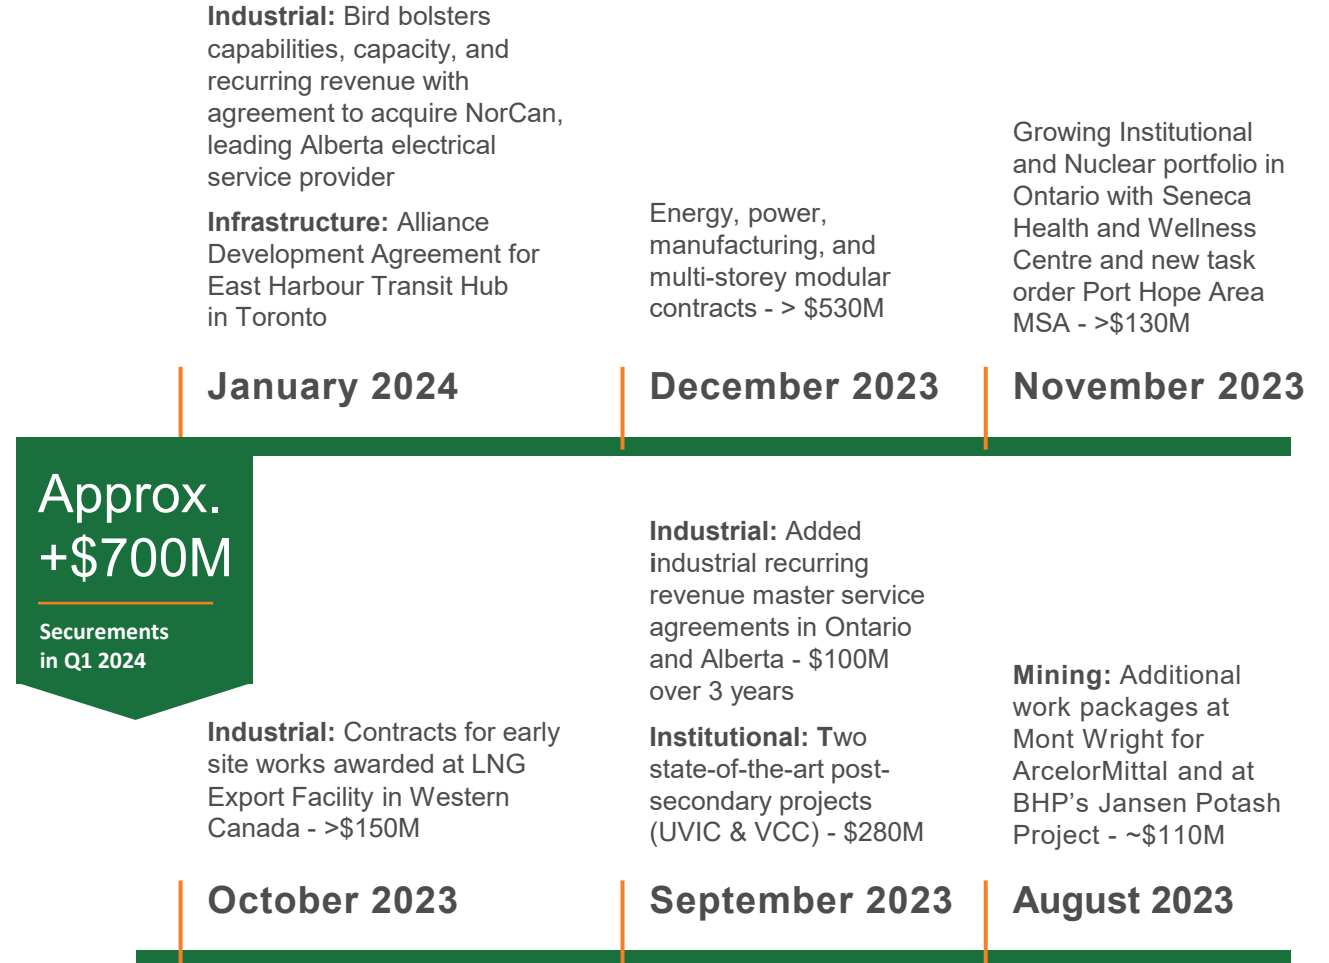 Industrial: Bird bolsters
capabilities, capacity, and
recurring revenue with
agreement to acquire NorCan,
leading Alberta electrical
service provider
Infrastructure: Alliance
Development Agreement for
East Harbour Transit Hub
in Toronto
January 2024
Energy, power,
manufacturing, and
multi-storey modular
contracts - > $530M
December 2023
Growing Institutional
and Nuclear portfolio in
Ontario with Seneca
Health and Wellness
Centre and new task
order Port Hope Area
MSA - >$130M
November 2023
Approx.
+$700M
Securements
in Q1 2024
Industrial: Contracts for early
site works awarded at LNG
Export Facility in Western
Canada - >$150M
October 2023
Industrial: Added
industrial recurring
revenue master service
agreements in Ontario
and Alberta - $100M
over 3 years
Institutional: Two
state-of-the-art post-
secondary projects
(UVIC & VCC) - $280M
September 2023
Mining: Additional
work packages at
Mont Wright for
ArcelorMittal and at
BHP's Jansen Potash
Project - ~$110M
August 2023